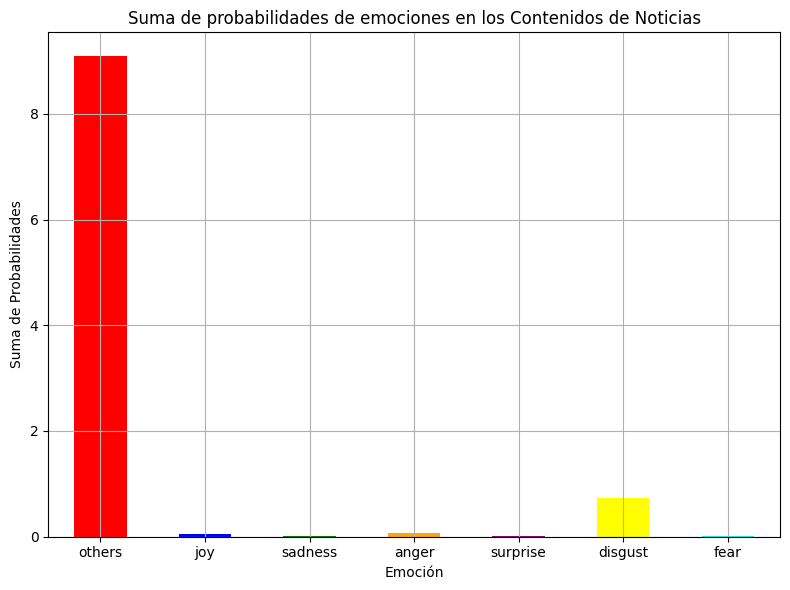 Suma de probabilidades de emociones en los Contenidos de Noticias
Suma de Probabilidades
8
6
4
2
0
others joy sadness anger surprise disgust fear
Emoción